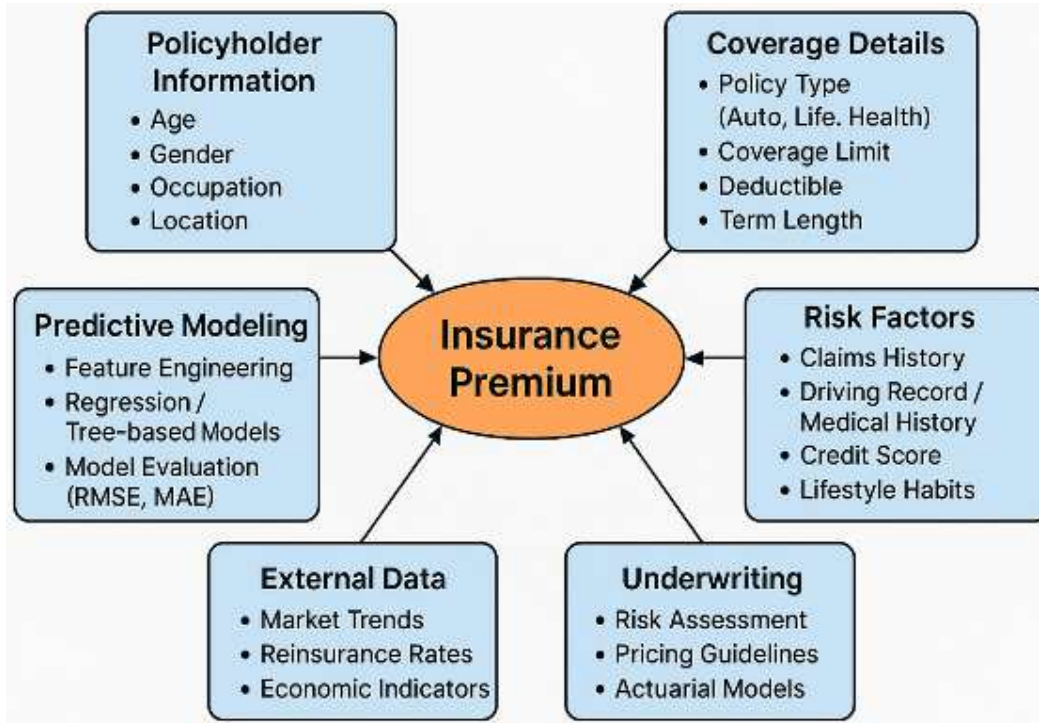 Policyholder
Information
• Age
• Gender
• Occupation
• Location
Coverage Details
• Policy Type
(Auto, Life. Health)
• Coverage Limit
• Deductible
• Term Length
Insurance
Premium
Predictive Modeling
• Feature Engineering
• Regression /
Tree-based Models
• Model Evaluation
(RMSE, MAE)
Risk Factors
• Claims History
• Driving Record /
Medical History
• Credit Score
• Lifestyle Habits
External Data
• Market Trends
• Reinsurance Rates
• Economic Indicators
Underwriting
• Risk Assessment
• Pricing Guidelines
• Actuarial Models